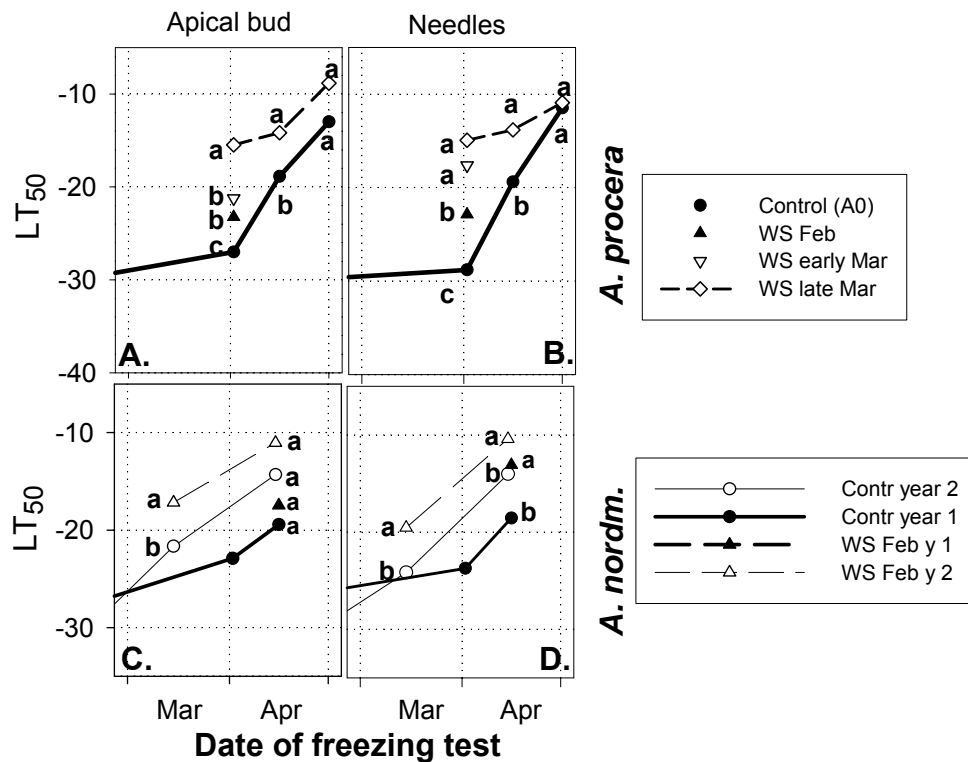 Apical bud
Needles
-10
-20
-30
-40
LT50
a
a
a
b
b
c
b
a
A.
a
a
b
c
a
b
a
a
B.
A. procera
Control (A0)
WS Feb
WS early Mar
WS late Mar
-10
-20
-30
LT50
a
b
a
a
a
a
C.
a
b
a
b
a
b
D.
A. nordm.
Contr year 2
Contr year 1
WS Feb y 1
WS Feb y 2
Mar
Apr
Mar
Apr
Date of freezing test